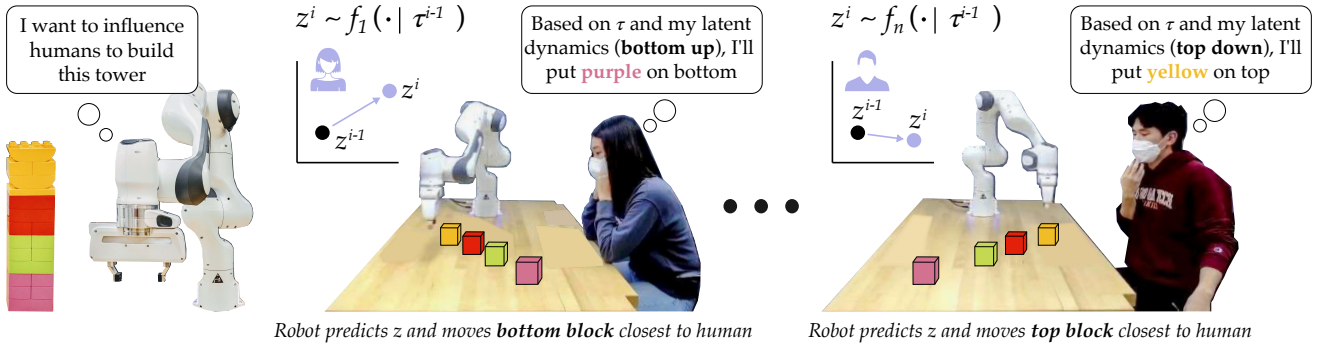 I want to influence
humans to build
this tower
z^i ~ f_1 (· | τ^{i-1} )
z^i
z^{i-1}
Based on τ and my latent
dynamics (bottom up), I'll
put purple on bottom
Robot predicts z and moves bottom block closest to human
z^i ~ f_n (· | τ^{i-1} )
z^{i-1}
z^i
Based on τ and my latent
dynamics (top down), I'll
put yellow on top
Robot predicts z and moves top block closest to human